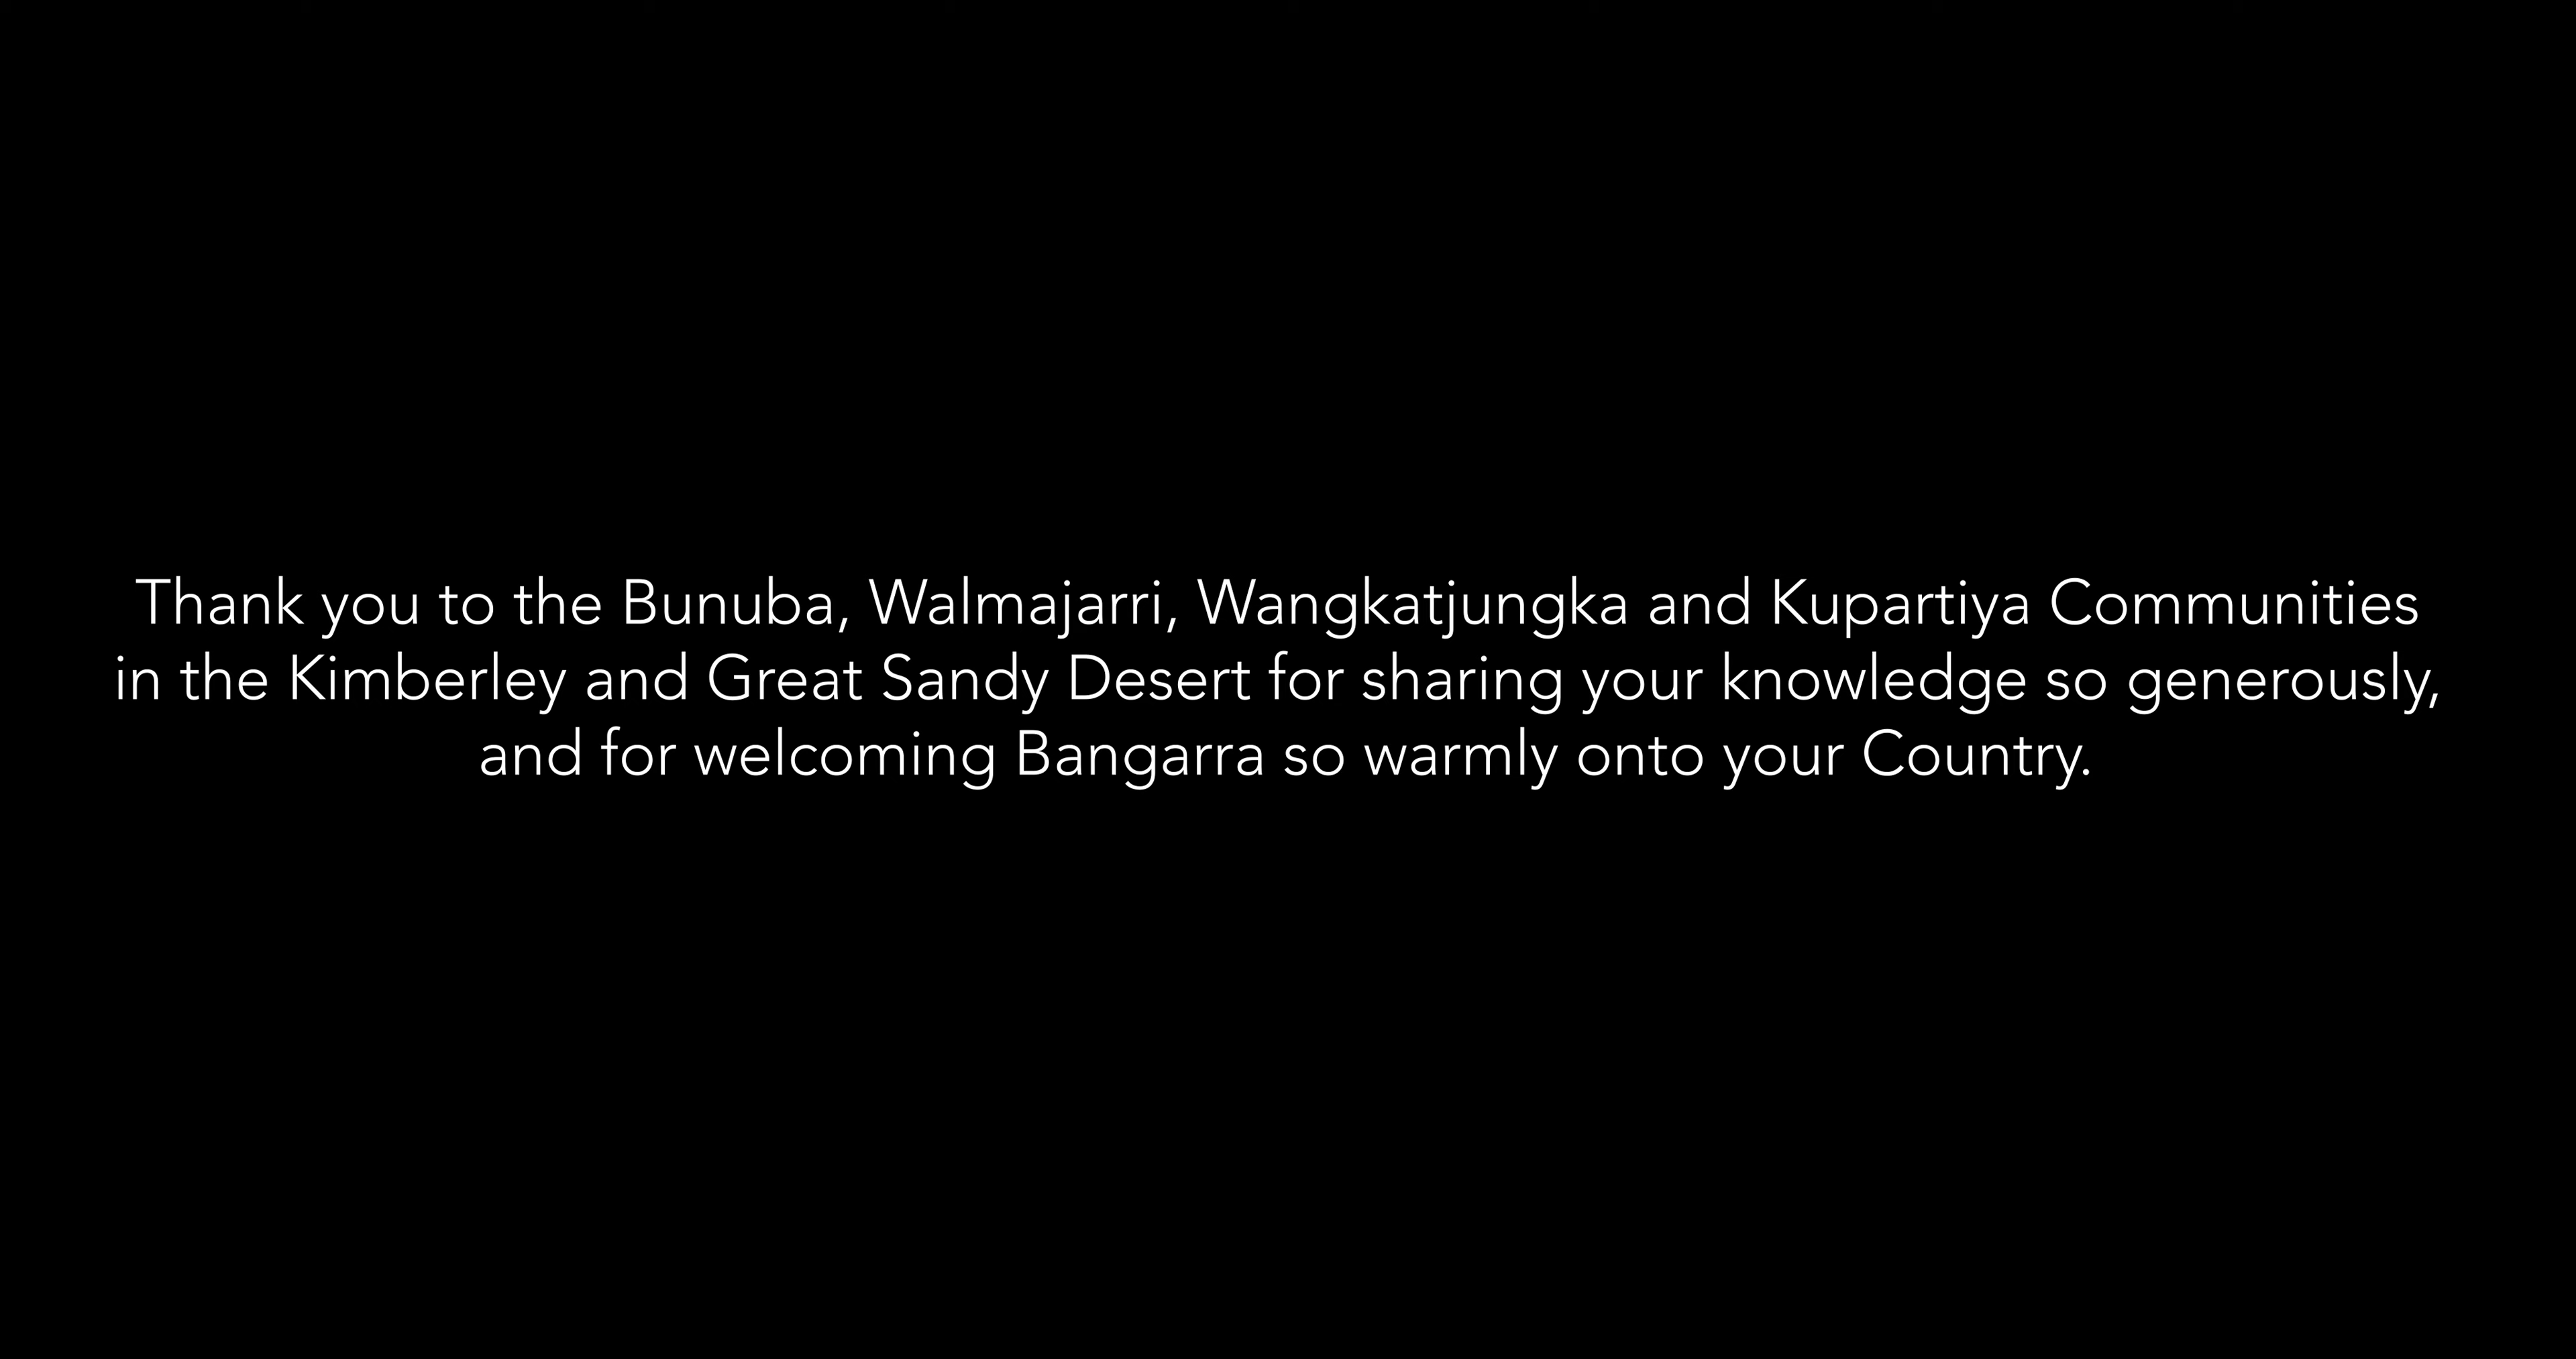 Thank you to the Bunuba, Walmajarri, Wangkatjungka and Kupartiya Communities
in the Kimberley and Great Sandy Desert for sharing your knowledge so generously,
and for welcoming Bangarra so warmly onto your Country.